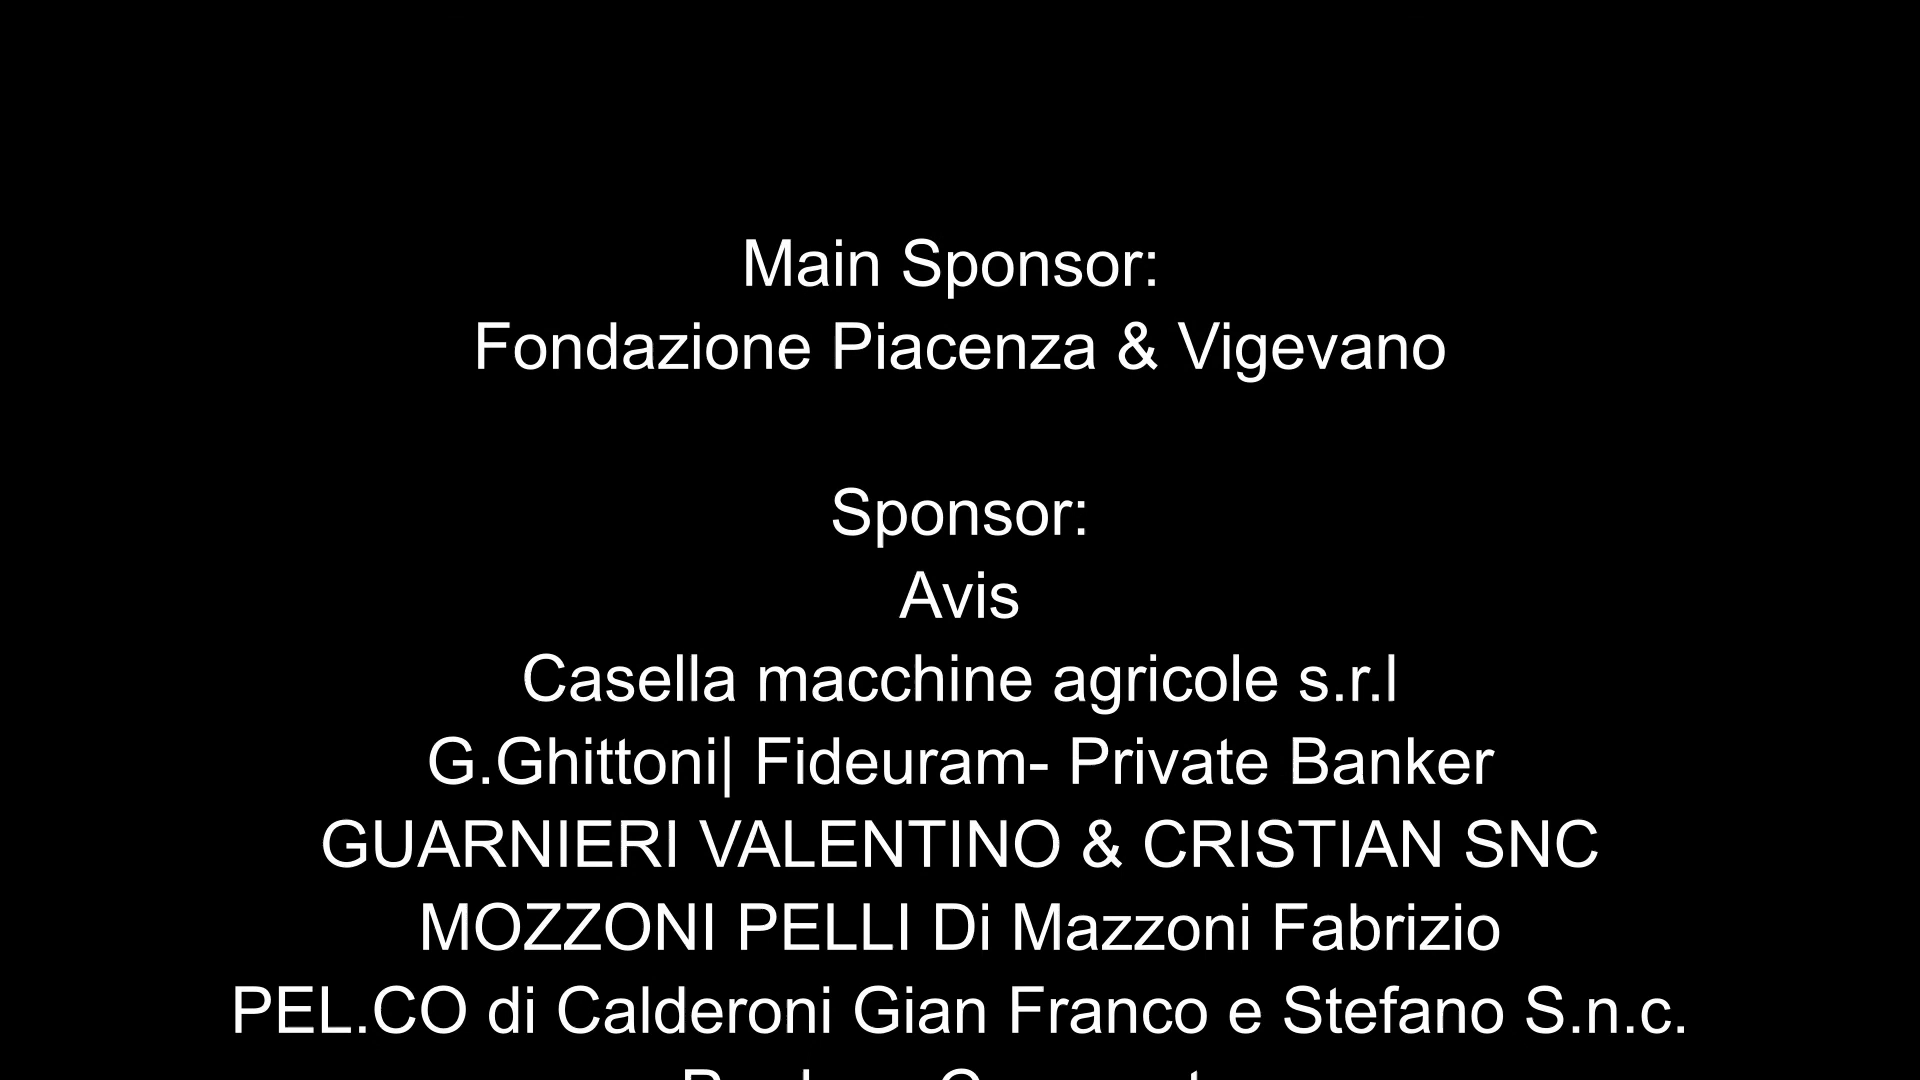 Main Sponsor:
Fondazione Piacenza & Vigevano
Sponsor:
Avis
Casella macchine agricole s.r.l
G.Ghittoni| Fideuram- Private Banker
GUARNIERI VALENTINO & CRISTIAN SNC
MOZZONI PELLI Di Mazzoni Fabrizio
PEL.CO di Calderoni Gian Franco e Stefano S.n.c.